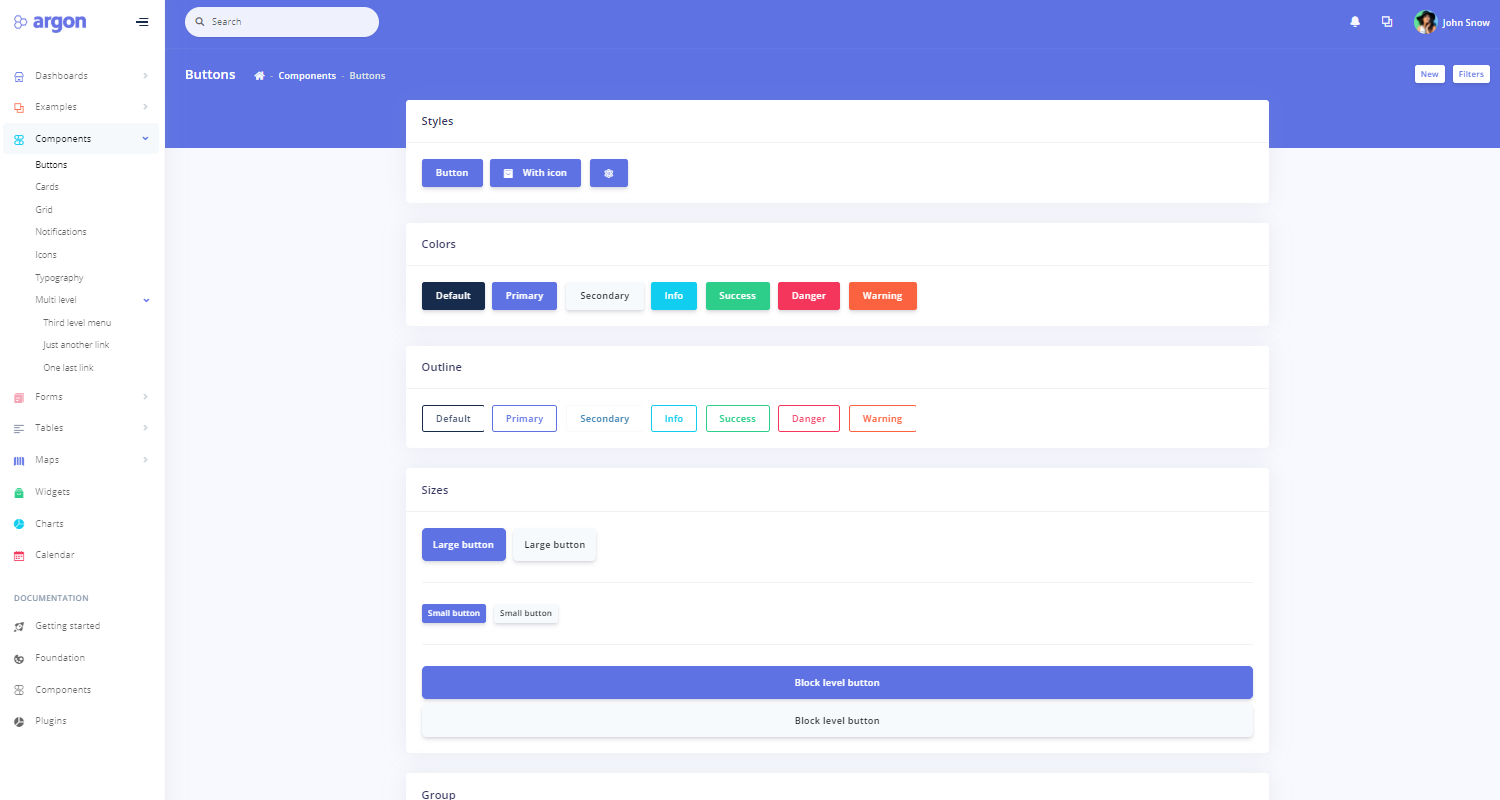 argon
Search
John Snow
Buttons
- Components - Buttons
New
Filters
Dashboards
Examples
Components
Buttons
Cards
Grid
Notifications
Icons
Typography
Multi level
Third level menu
Just another link
One last link
Forms
Tables
Maps
Widgets
Charts
Calendar
DOCUMENTATION
Getting started
Foundation
Components
Plugins
Styles
Button With icon
Colors
Default Primary Secondary Info Success Danger Warning
Outline
Default Primary Secondary Info Success Danger Warning
Sizes
Large button Large button
Small button Small button
Block level button
Block level button
Group